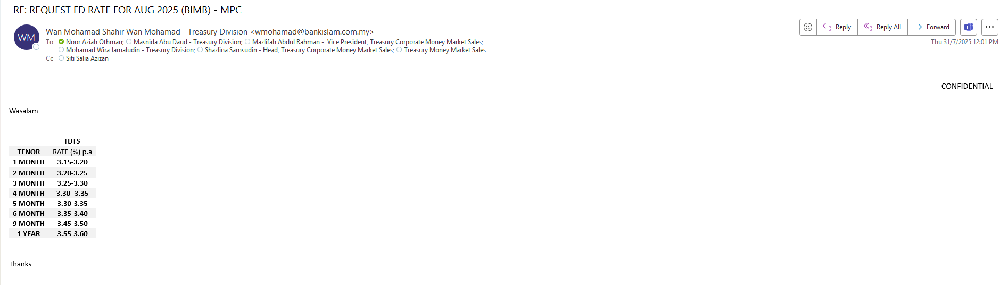 RE: REQUEST FD RATE FOR AUG 2025 (BIMB) - MPC
WM
Wan Mohamad Shahir Wan Mohamad - Treasury Division <wmohamad@bankislam.com.my>
Reply
Reply All
Forward
To Noor Aziah Othman; Masnida Abu Daud - Treasury Division; Mazlifah Abdul Rahman - Vice President, Treasury Corporate Money Market Sales;
Thu 31/7/2025 12:01 PM
Mohamad Wira Jamaludin - Treasury Division; Shazlina Samsudin - Head, Treasury Corporate Money Market Sales; Treasury Money Market Sales
Cc Siti Salia Azizan
CONFIDENTIAL
Wasalam
TDTS
TENOR RATE (%) p.a
1 MONTH 3.15-3.20
2 MONTH 3.20-3.25
3 MONTH 3.25-3.30
4 MONTH 3.30- 3.35
5 MONTH 3.30-3.35
6 MONTH 3.35-3.40
9 MONTH 3.45-3.50
1 YEAR 3.55-3.60
Thanks